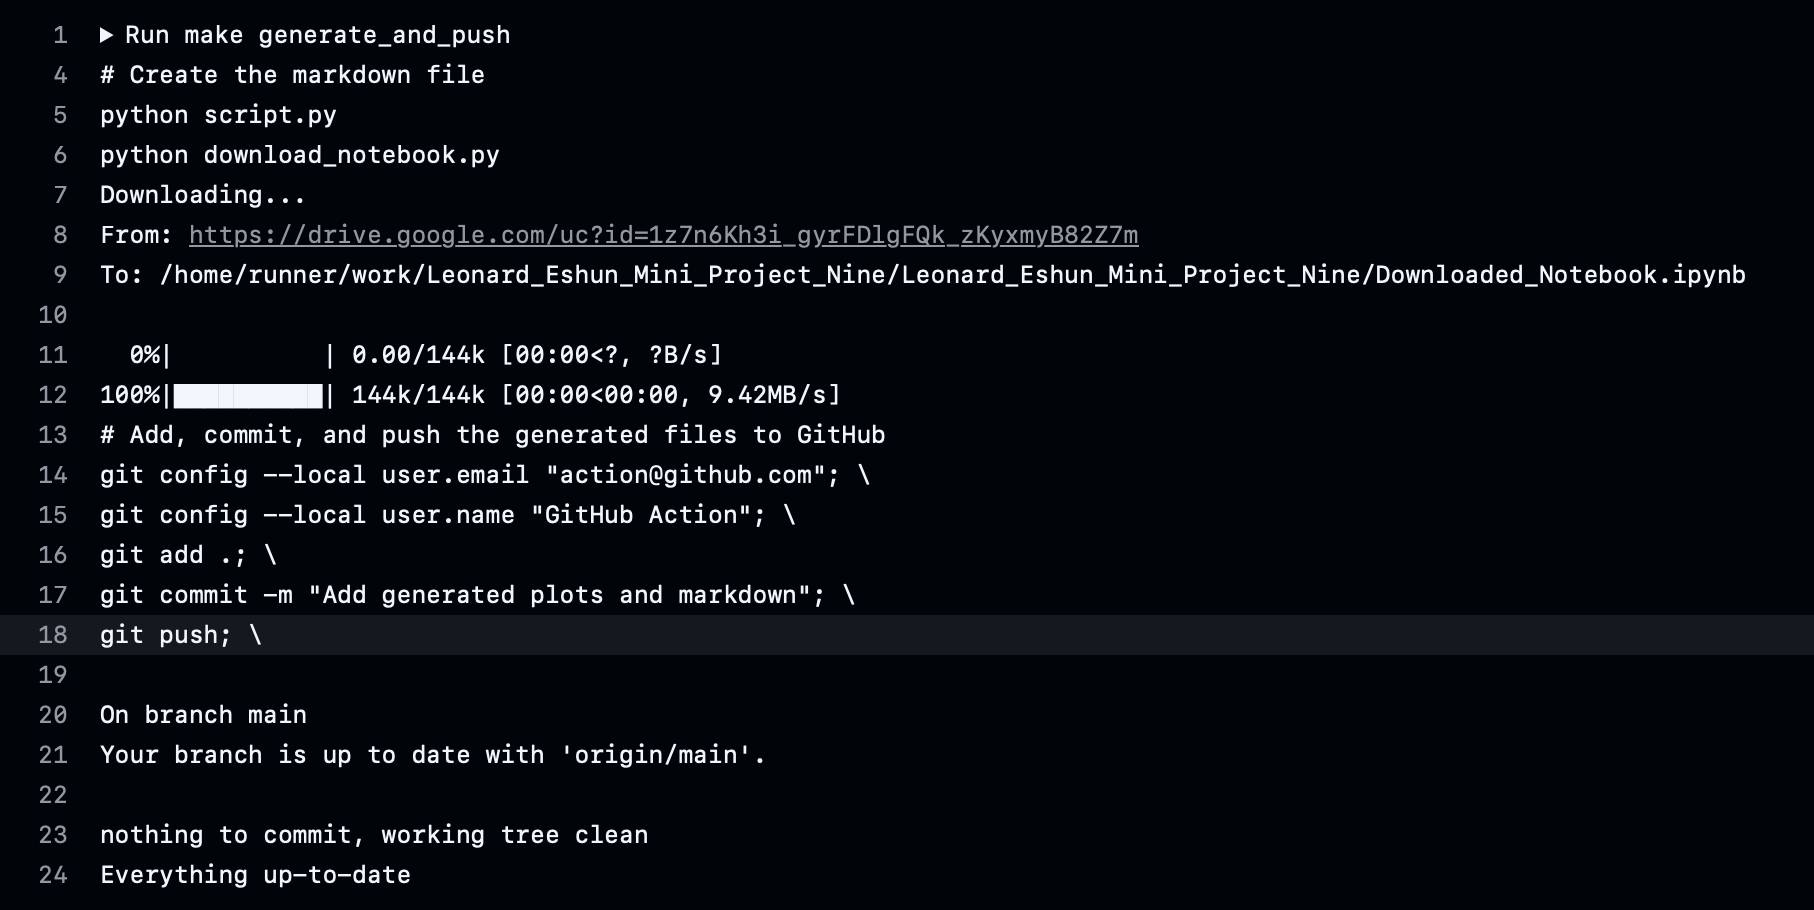 1 ▶ Run make generate_and_push
4 # Create the markdown file
5 python script.py
6 python download_notebook.py
7 Downloading...
8 From: https://drive.google.com/uc?id=1z7n6Kh3i_gyrFDlgFQk_zKyxmyB82Z7m
9 To: /home/runner/work/Leonard_Eshun_Mini_Project_Nine/Leonard_Eshun_Mini_Project_Nine/Downloaded_Notebook.ipynb
10
11   0%|          | 0.00/144k [00:00<?, ?B/s]
12 100%|██████████| 144k/144k [00:00<00:00, 9.42MB/s]
13 # Add, commit, and push the generated files to GitHub
14 git config --local user.email "action@github.com"; \
15 git config --local user.name "GitHub Action"; \
16 git add .; \
17 git commit -m "Add generated plots and markdown"; \
18 git push; \
19
20 On branch main
21 Your branch is up to date with 'origin/main'.
22
23 nothing to commit, working tree clean
24 Everything up-to-date